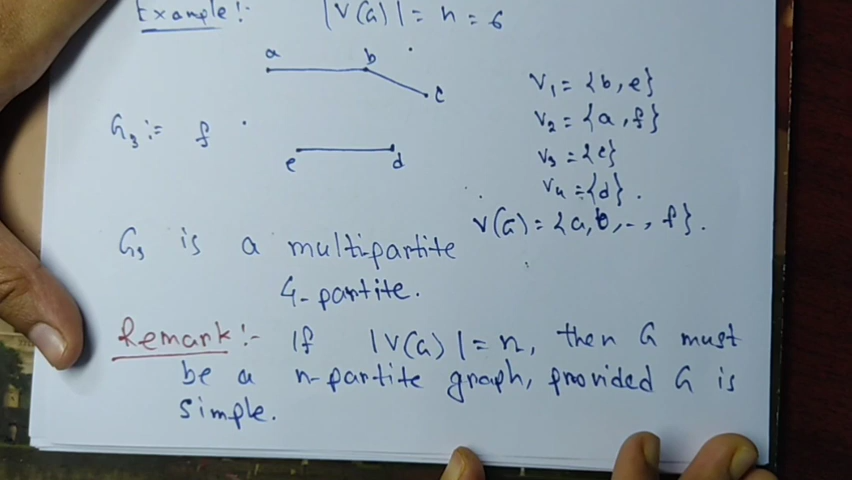 Example:- |V(G)| = n = 6
a b c
G₃ := f
e d
V₁ = {b, e}
V₂ = {a, f}
V₃ = {c}
V₄ = {d}.
V(G) = {a, b, .., f}.
G₃ is a multipartite
4-partite.
Remark:- If |V(G)| = n, then G must
be a n-partite graph, provided G is
simple.